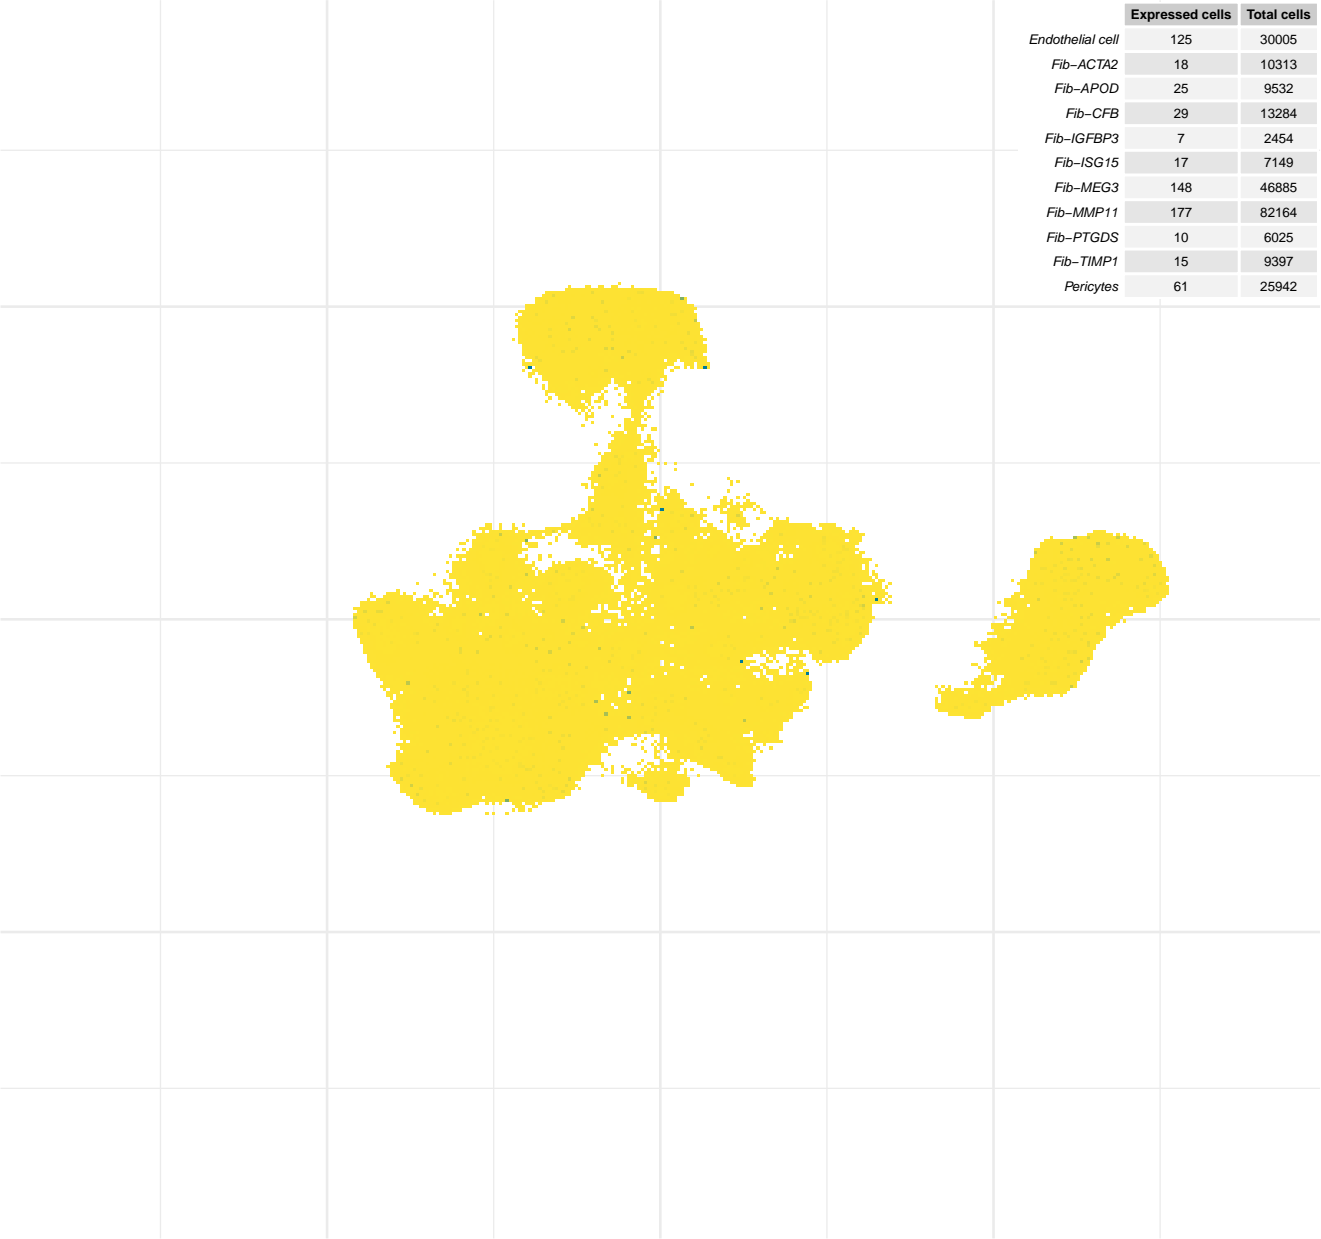 Expressed cells Total cells
Endothelial cell 125 30005
Fib−ACTA2 18 10313
Fib−APOD 25 9532
Fib−CFB 29 13284
Fib−IGFBP3 7 2454
Fib−ISG15 17 7149
Fib−MEG3 148 46885
Fib−MMP11 177 82164
Fib−PTGDS 10 6025
Fib−TIMP1 15 9397
Pericytes 61 25942